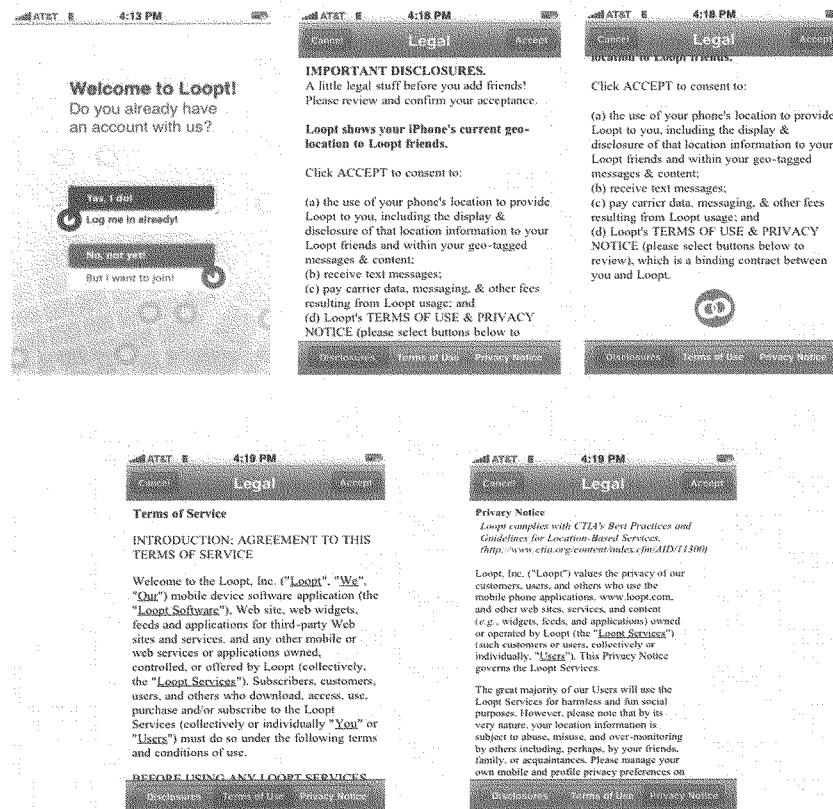 AT&T E 4:13 PM
Welcome to Loopt!
Do you already have
an account with us?
Yes, I do!
Log me in already!
No, not yet!
But I want to join!
AT&T E 4:18 PM
Cancel Legal Accept
IMPORTANT DISCLOSURES.
A little legal stuff before you add friends!
Please review and confirm your acceptance.
Loopt shows your iPhone's current geo-
location to Loopt friends.
Click ACCEPT to consent to:
(a) the use of your phone's location to provide
Loopt to you, including the display &
disclosure of that location information to your
Loopt friends and within your geo-tagged
messages & content;
(b) receive text messages;
(c) pay carrier data, messaging, & other fees
resulting from Loopt usage; and
(d) Loopt's TERMS OF USE & PRIVACY
NOTICE (please select buttons below to
Disclosures Terms of Use Privacy Notice
AT&T E 4:18 PM
Cancel Legal Accept
location to Loopt friends.
Click ACCEPT to consent to:
(a) the use of your phone's location to provide
Loopt to you, including the display &
disclosure of that location information to your
Loopt friends and within your geo-tagged
messages & content;
(b) receive text messages;
(c) pay carrier data, messaging, & other fees
resulting from Loopt usage; and
(d) Loopt's TERMS OF USE & PRIVACY
NOTICE (please select buttons below to
review), which is a binding contract between
you and Loopt.
Disclosures Terms of Use Privacy Notice
AT&T E 4:19 PM
Cancel Legal Accept
Terms of Service
INTRODUCTION: AGREEMENT TO THIS
TERMS OF SERVICE
Welcome to the Loopt, Inc. ("Loopt", "We",
"Our") mobile device software application (the
"Loopt Software"), Web site, web widgets,
feeds and applications for third-party Web
sites and services, and any other mobile or
web services or applications owned,
controlled, or offered by Loopt (collectively,
the "Loopt Services"). Subscribers, customers,
users, and others who download, access, use,
purchase and/or subscribe to the Loopt
Services (collectively or individually "You" or
"Users") must do so under the following terms
and conditions of use.
BEFORE USING ANY LOOPT SERVICES
Disclosures Terms of Use Privacy Notice
AT&T E 4:19 PM
Cancel Legal Accept
Privacy Notice
Loopt complies with CTIA's Best Practices and
Guidelines for Location-Based Services.
(http://www.ctia.org/content/index.cfm/AID/11300)
Loopt, Inc. ("Loopt") values the privacy of our
customers, users, and others who use the
mobile phone applications, www.loopt.com,
and other web sites, services, and content
(e.g., widgets, feeds, and applications) owned
or operated by Loopt (the "Loopt Services")
(such customers or users, collectively or
individually, "Users"). This Privacy Notice
governs the Loopt Services.
The great majority of our Users will use the
Loopt Services for harmless and fun social
purposes. However, please note that by its
very nature, your location information is
subject to abuse, misuse, and over-monitoring
by others including, perhaps, by your friends,
family, or acquaintances. Please manage your
own mobile and profile privacy preferences on
Disclosures Terms of Use Privacy Notice